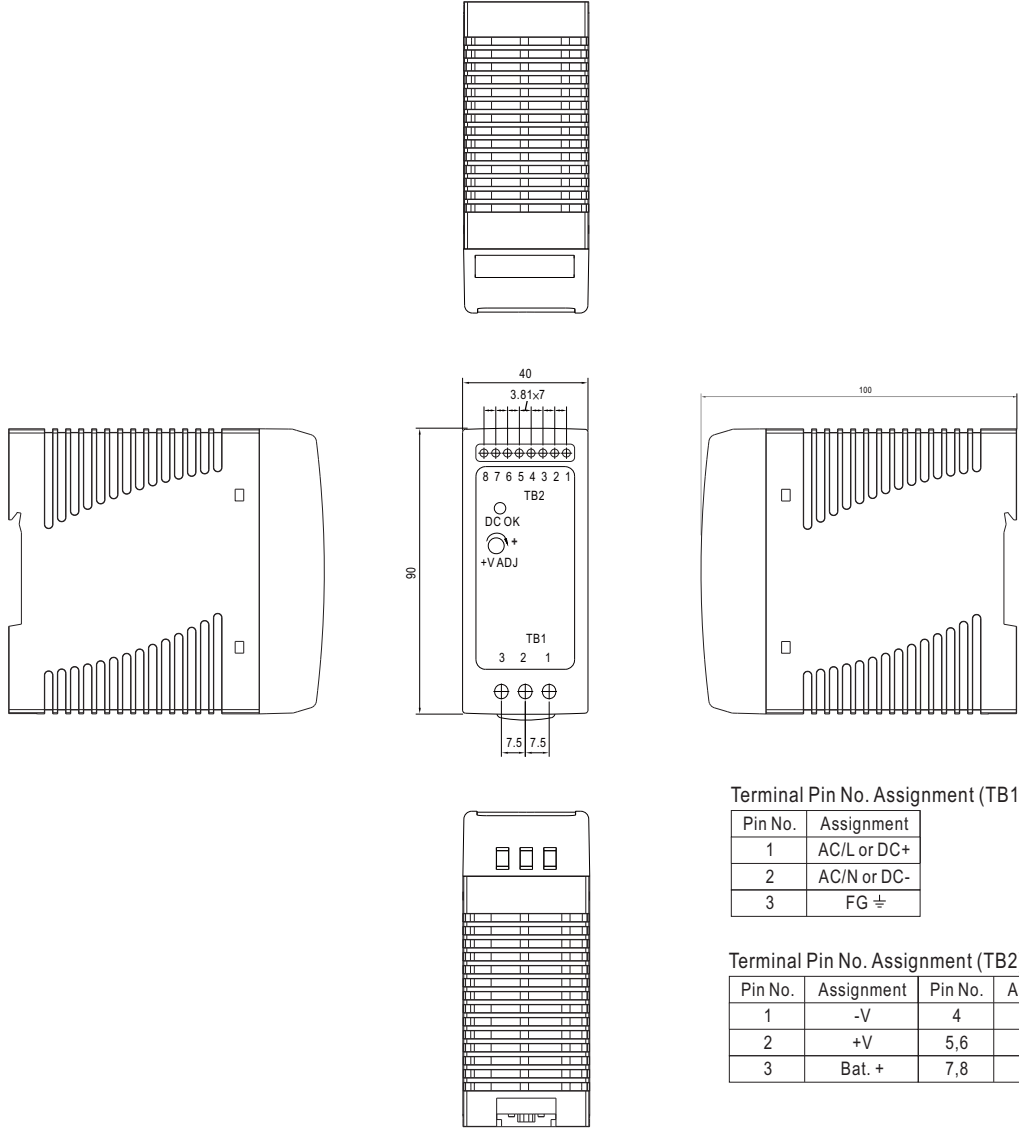 40
3.81×7
100
8 7 6 5 4 3 2 1
TB2
DC OK
+
+V ADJ
90
TB1
3 2 1
7.5 7.5
Terminal Pin No. Assignment (TB1
Pin No. Assignment
1 AC/L or DC+
2 AC/N or DC-
3 FG ⏚
Terminal Pin No. Assignment (TB2
Pin No. Assignment Pin No. A
1 -V 4
2 +V 5,6
3 Bat. + 7,8